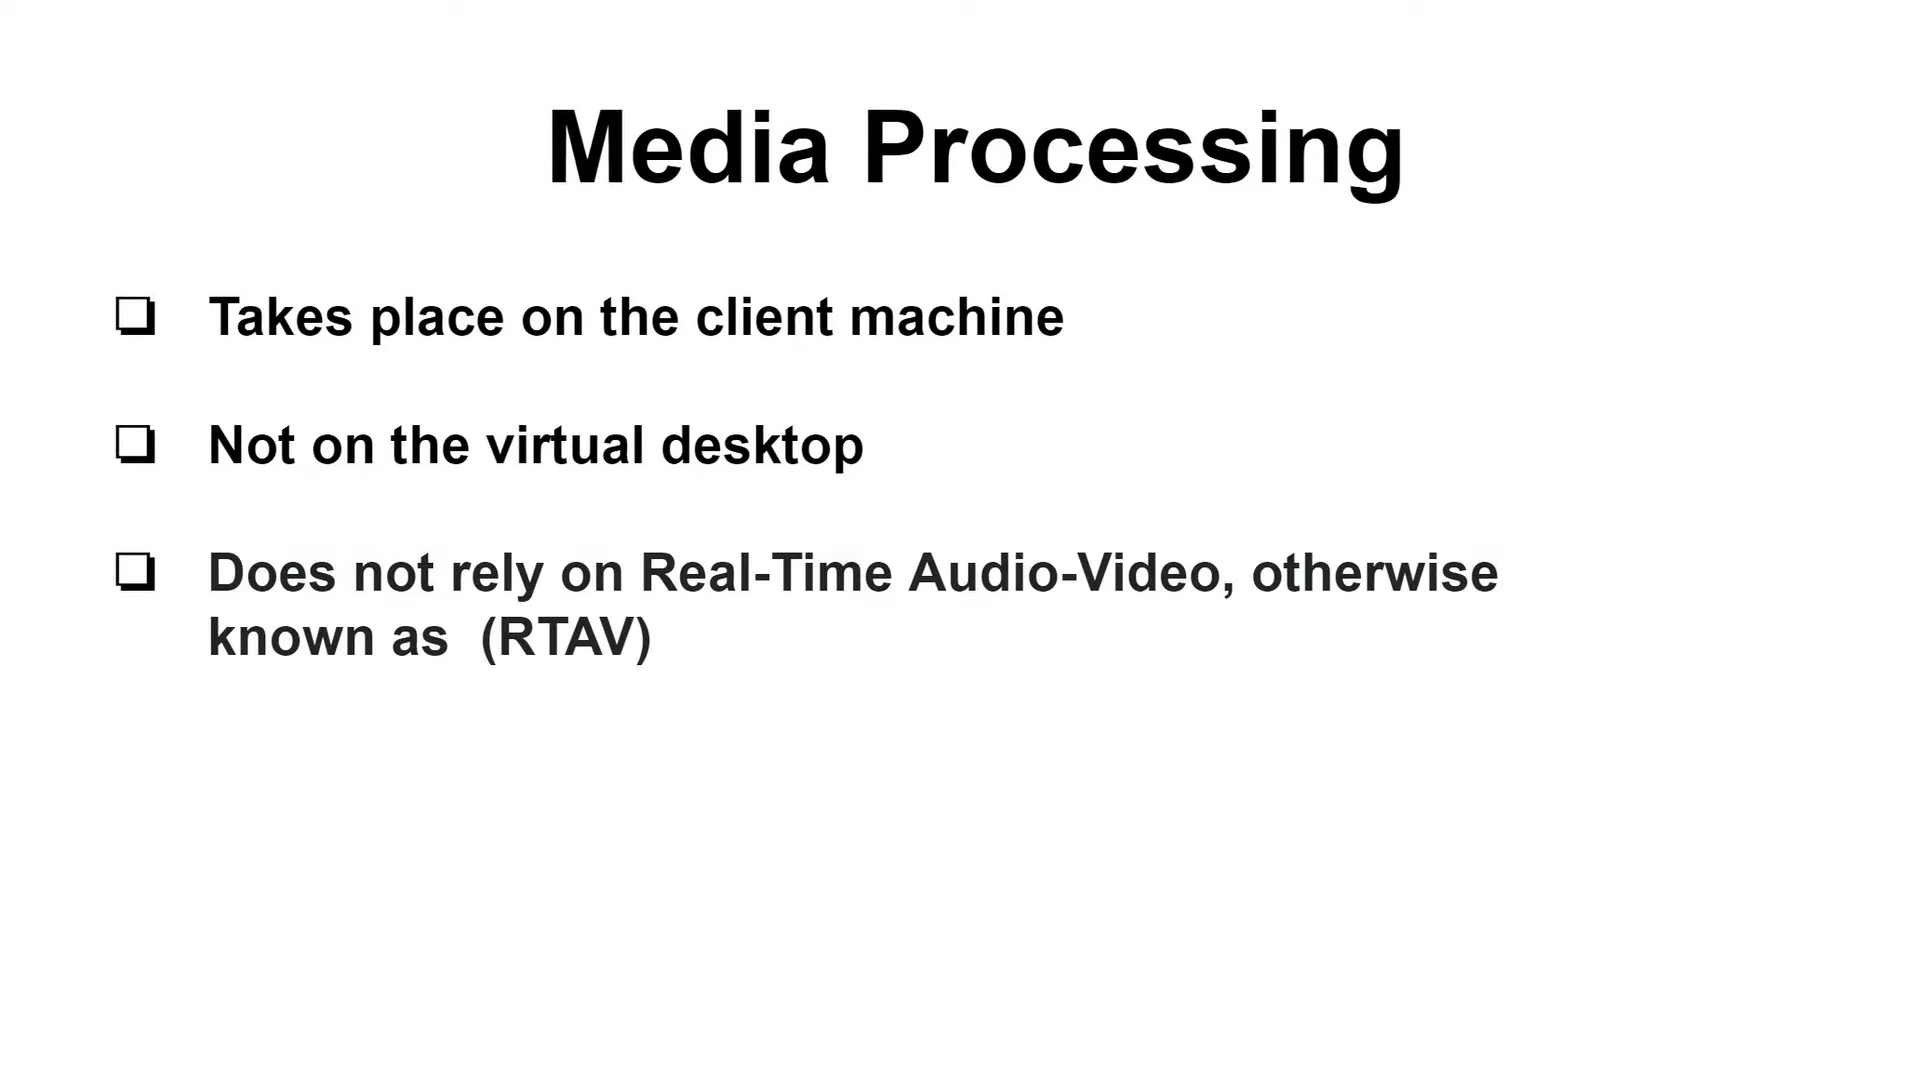 Media Processing
❏ Takes place on the client machine
❏ Not on the virtual desktop
❏ Does not rely on Real-Time Audio-Video, otherwise
known as  (RTAV)